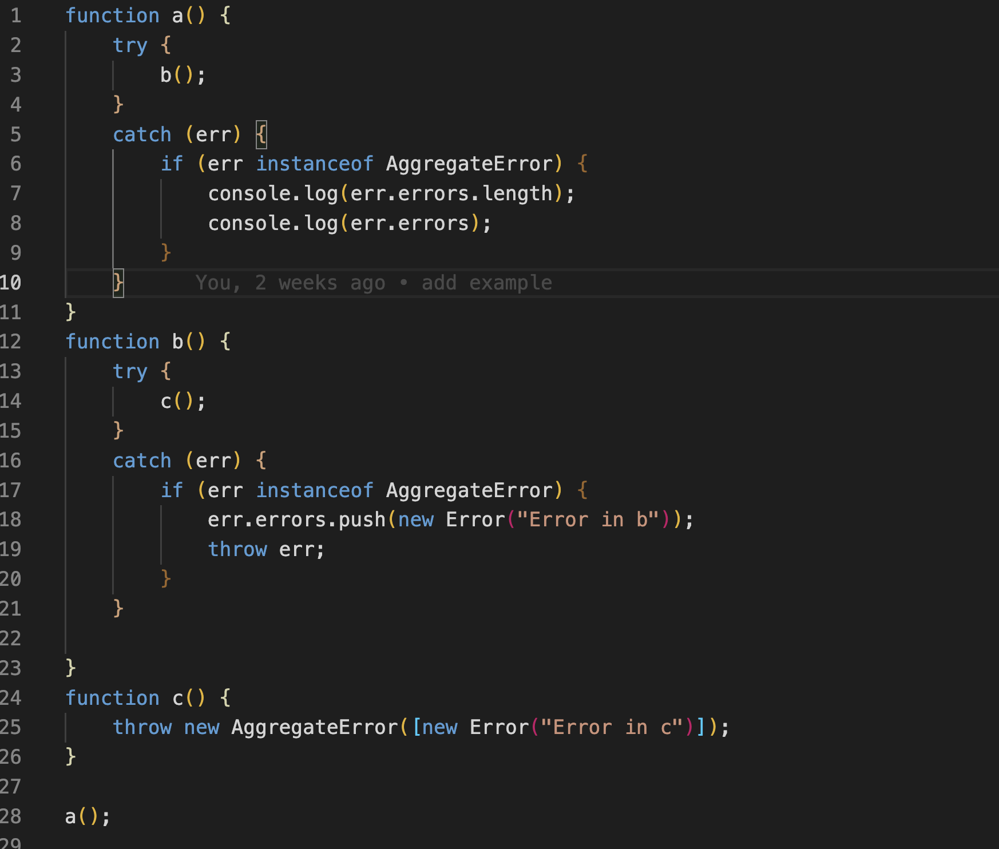 1 function a() {
2 try {
3 b();
4 }
5 catch (err) {
6 if (err instanceof AggregateError) {
7 console.log(err.errors.length);
8 console.log(err.errors);
9 }
10 } You, 2 weeks ago • add example
11 }
12 function b() {
13 try {
14 c();
15 }
16 catch (err) {
17 if (err instanceof AggregateError) {
18 err.errors.push(new Error("Error in b"));
19 throw err;
20 }
21 }
22
23 }
24 function c() {
25 throw new AggregateError([new Error("Error in c")]);
26 }
27
28 a();
29